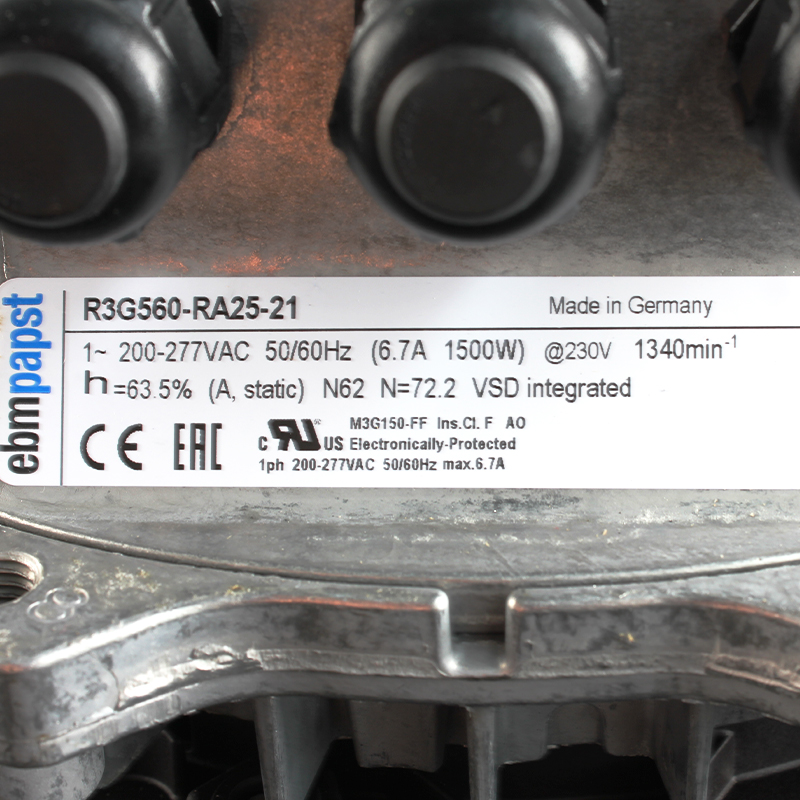 ebmpapst
R3G560-RA25-21 Made in Germany
1~ 200-277VAC 50/60Hz (6.7A 1500W) @230V 1340min⁻¹
h=63.5% (A, static) N62 N=72.2 VSD integrated
CE EAC c RU US M3G150-FF Ins.Cl. F AO
Electronically-Protected
1ph 200-277VAC 50/60Hz max.6.7A